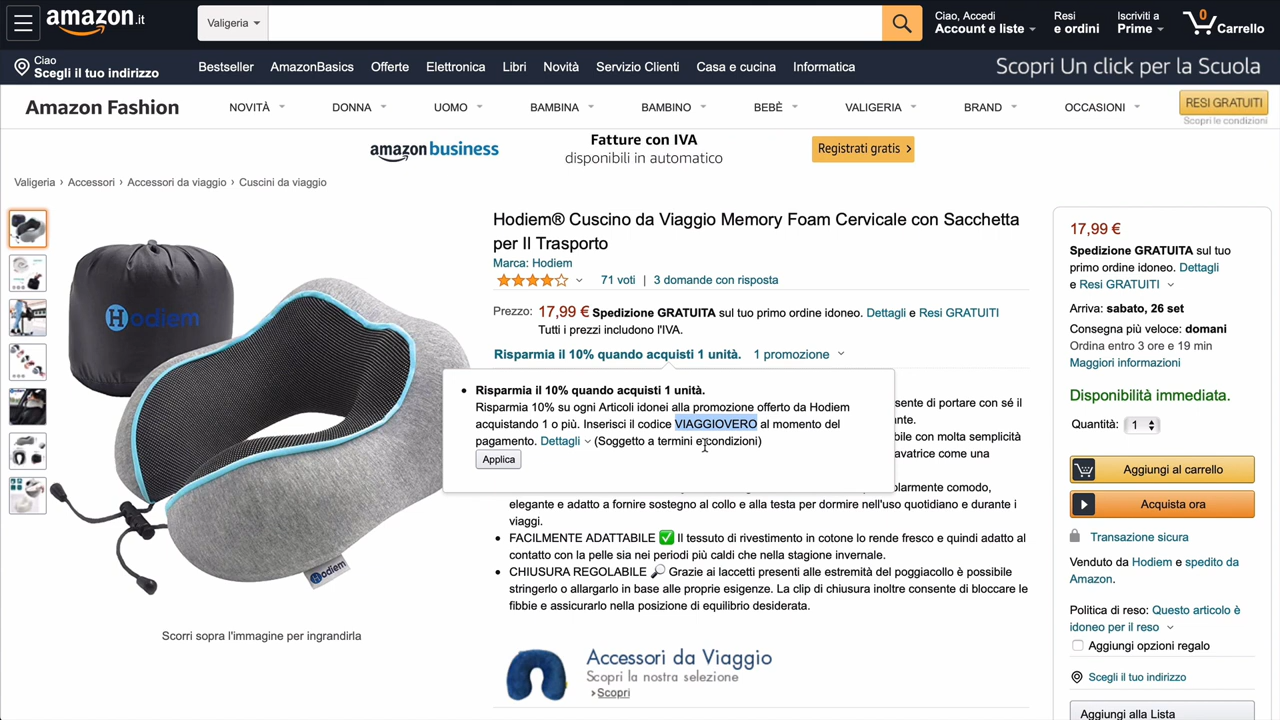 amazon.it
Valigeria
Ciao, Accedi
Account e liste
Resi
e ordini
Iscriviti a
Prime
0
Carrello
Ciao
Scegli il tuo indirizzo
Bestseller
AmazonBasics
Offerte
Elettronica
Libri
Novità
Servizio Clienti
Casa e cucina
Informatica
Scopri Un click per la Scuola
Amazon Fashion
NOVITÀ
DONNA
UOMO
BAMBINA
BAMBINO
BEBÈ
VALIGERIA
BRAND
OCCASIONI
RESI GRATUITI
Scopri le condizioni
amazon business
Fatture con IVA
disponibili in automatico
Registrati gratis ›
Valigeria › Accessori › Accessori da viaggio › Cuscini da viaggio
Hodiem
Hodiem
Scorri sopra l'immagine per ingrandirla
Hodiem® Cuscino da Viaggio Memory Foam Cervicale con Sacchetta
per Il Trasporto
Marca: Hodiem
71 voti | 3 domande con risposta
Prezzo: 17,99 € Spedizione GRATUITA sul tuo primo ordine idoneo. Dettagli e Resi GRATUITI
Tutti i prezzi includono l'IVA.
Risparmia il 10% quando acquisti 1 unità. 1 promozione
• Risparmia il 10% quando acquisti 1 unità.
Risparmia 10% su ogni Articoli idonei alla promozione offerto da Hodiem
acquistando 1 o più. Inserisci il codice VIAGGIOVERO al momento del
pagamento. Dettagli (Soggetto a termini e condizioni)
Applica
sente di portare con sé il
ante.
bile con molta semplicità
avatrice come una
olarmente comodo,
elegante e adatto a fornire sostegno al collo e alla testa per dormire nell'uso quotidiano e durante i
viaggi.
• FACILMENTE ADATTABILE ✅ Il tessuto di rivestimento in cotone lo rende fresco e quindi adatto al
contatto con la pelle sia nei periodi più caldi che nella stagione invernale.
• CHIUSURA REGOLABILE 🔎 Grazie ai laccetti presenti alle estremità del poggiacollo è possibile
stringerlo o allargarlo in base alle proprie esigenze. La clip di chiusura inoltre consente di bloccare le
fibbie e assicurarlo nella posizione di equilibrio desiderata.
Accessori da Viaggio
Scopri la nostra selezione
›Scopri
17,99 €
Spedizione GRATUITA sul tuo
primo ordine idoneo. Dettagli
e Resi GRATUITI
Arriva: sabato, 26 set
Consegna più veloce: domani
Ordina entro 3 ore e 19 min
Maggiori informazioni
Disponibilità immediata.
Quantità: 1
Aggiungi al carrello
Acquista ora
Transazione sicura
Venduto da Hodiem e spedito da
Amazon.
Politica di reso: Questo articolo è
idoneo per il reso
Aggiungi opzioni regalo
Scegli il tuo indirizzo
Aggiungi alla Lista